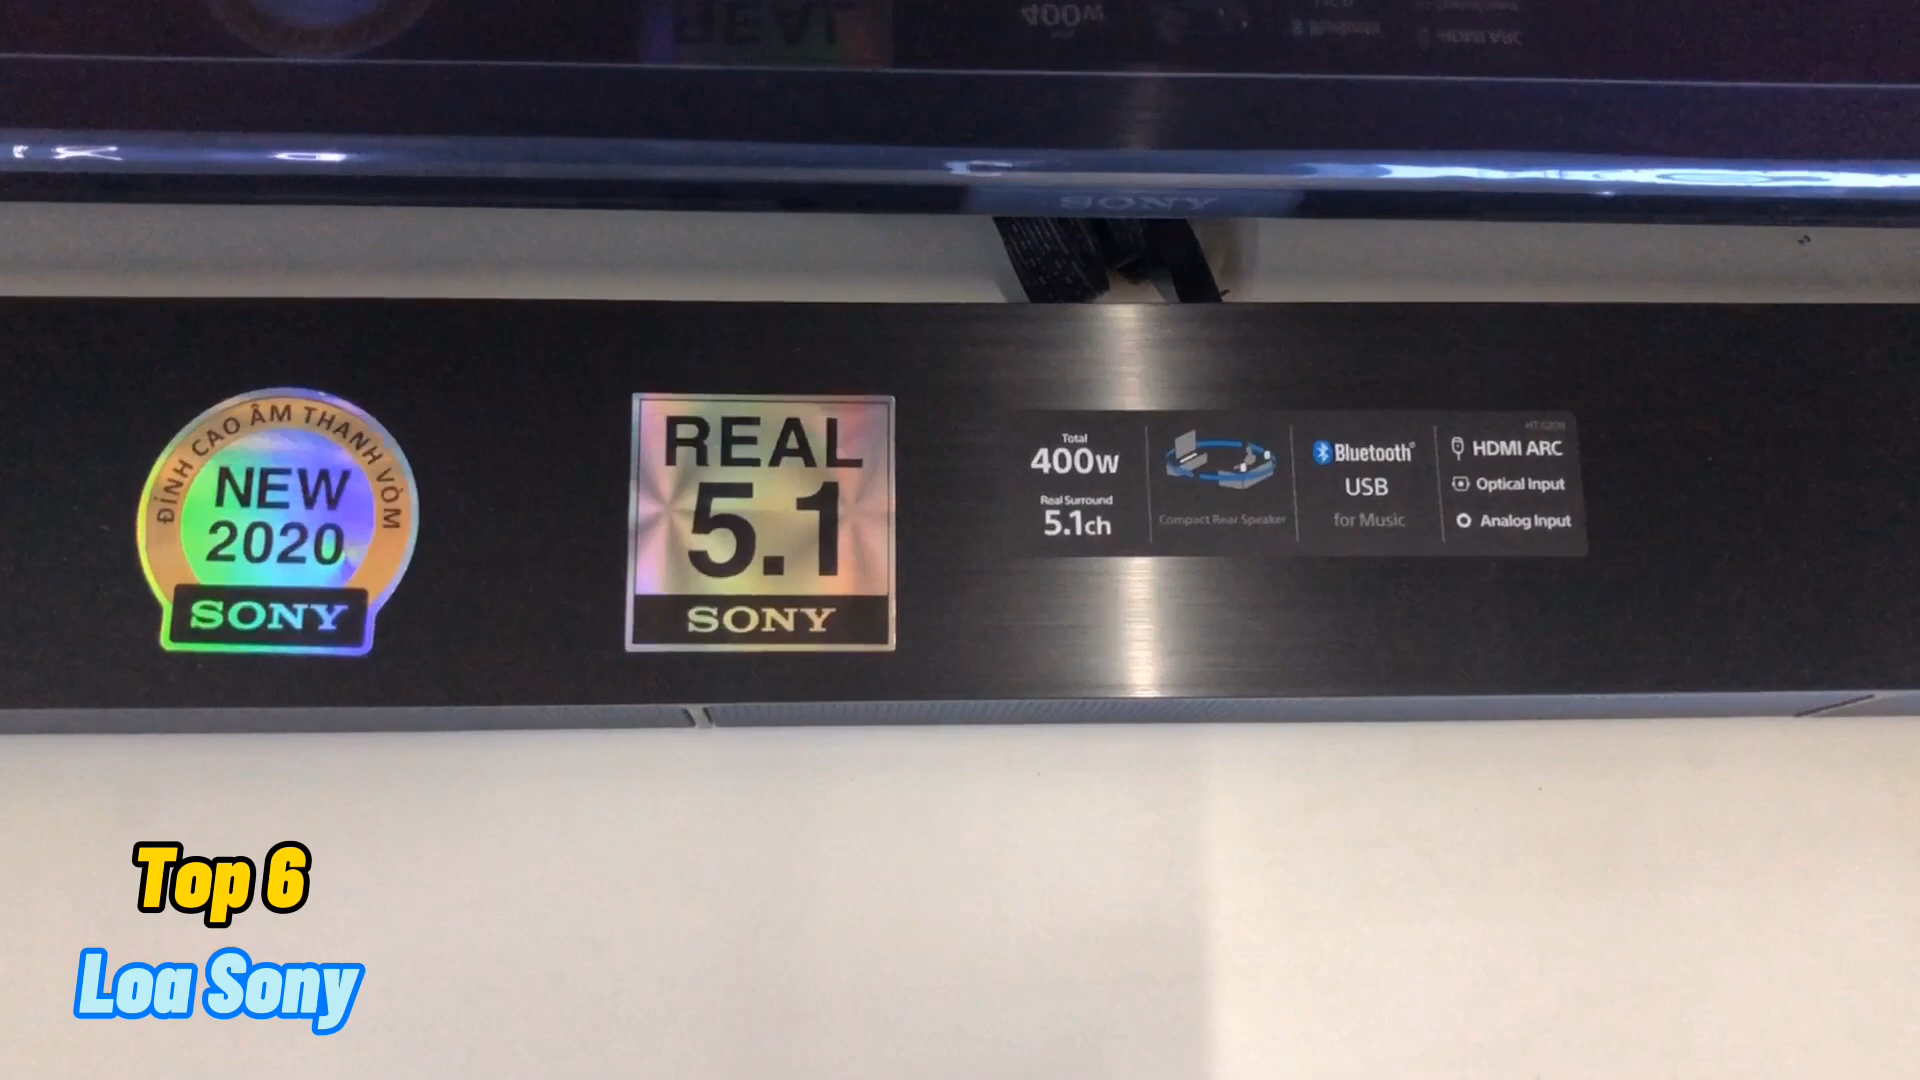 SONY
ĐỈNH CAO ÂM THANH VÒM
NEW
2020
SONY
REAL
5.1
SONY
Total
400W
Real Surround
5.1ch
Compact Rear Speaker
Bluetooth®
USB
for Music
HDMI ARC
Optical Input
Analog Input
Top 6
Loa Sony